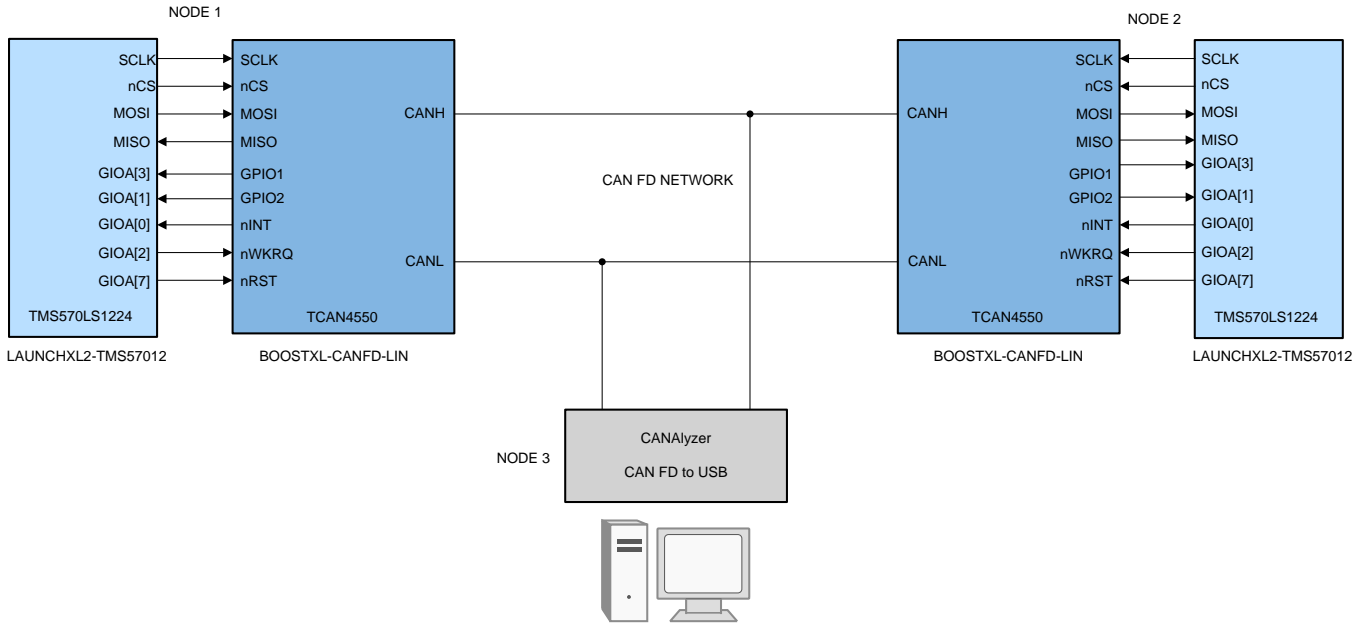 NODE 1
NODE 2
SCLK
nCS
MOSI
MISO
GIOA[3]
GIOA[1]
GIOA[0]
GIOA[2]
GIOA[7]
TMS570LS1224
LAUNCHXL2-TMS57012
SCLK
nCS
MOSI
MISO
GPIO1
GPIO2
nINT
nWKRQ
nRST
CANH
CANL
TCAN4550
BOOSTXL-CANFD-LIN
CAN FD NETWORK
CANH
CANL
SCLK
nCS
MOSI
MISO
GPIO1
GPIO2
nINT
nWKRQ
nRST
TCAN4550
BOOSTXL-CANFD-LIN
SCLK
nCS
MOSI
MISO
GIOA[3]
GIOA[1]
GIOA[0]
GIOA[2]
GIOA[7]
TMS570LS1224
LAUNCHXL2-TMS57012
NODE 3
CANAlyzer
CAN FD to USB